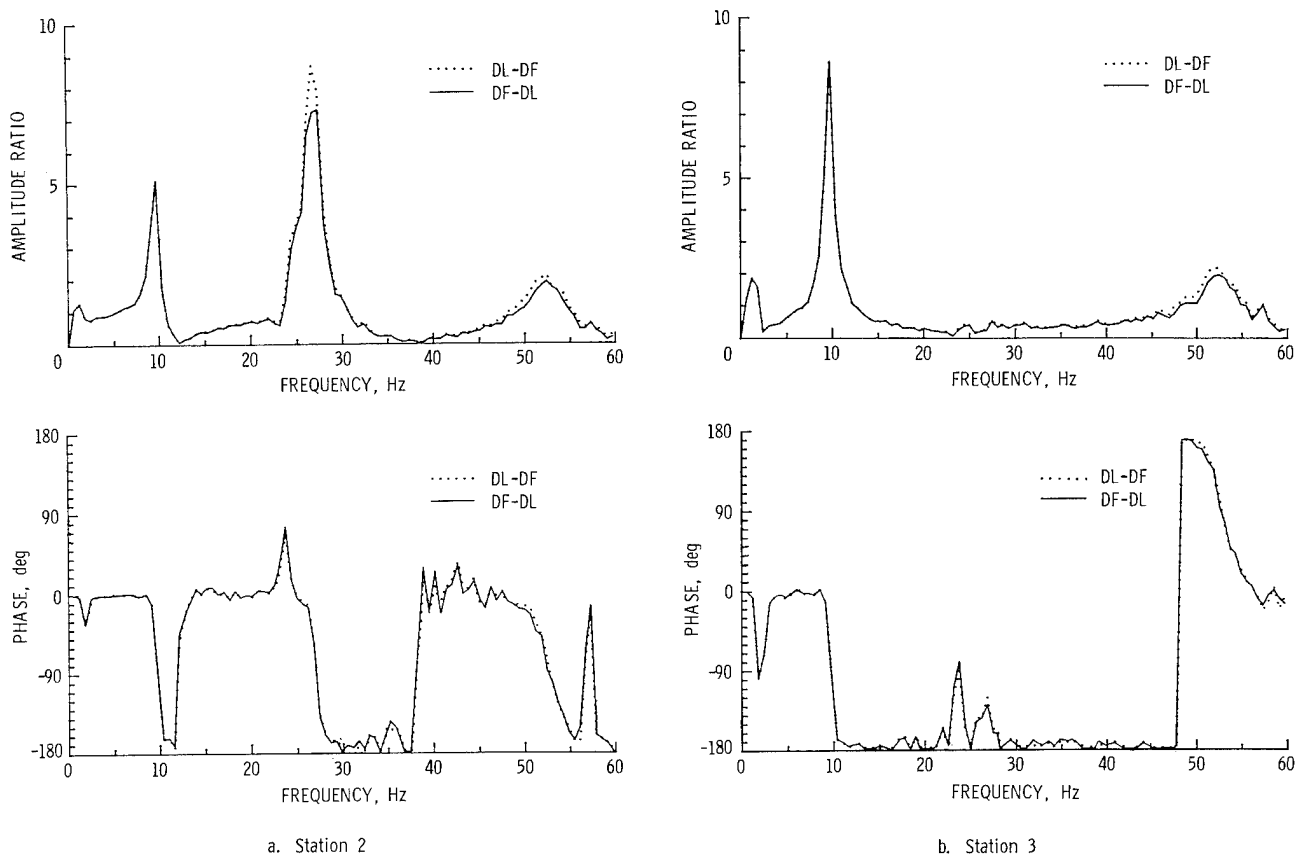 10
5
AMPLITUDE RATIO
DL-DF
DF-DL
0 10 20 30 40 50 60
FREQUENCY, Hz
180
90
0
-90
-180
PHASE, deg
DL-DF
DF-DL
0 10 20 30 40 50 60
FREQUENCY, Hz
a. Station 2
10
5
AMPLITUDE RATIO
DL-DF
DF-DL
0 10 20 30 40 50 60
FREQUENCY, Hz
180
90
0
-90
-180
PHASE, deg
DL-DF
DF-DL
0 10 20 30 40 50 60
FREQUENCY, Hz
b. Station 3